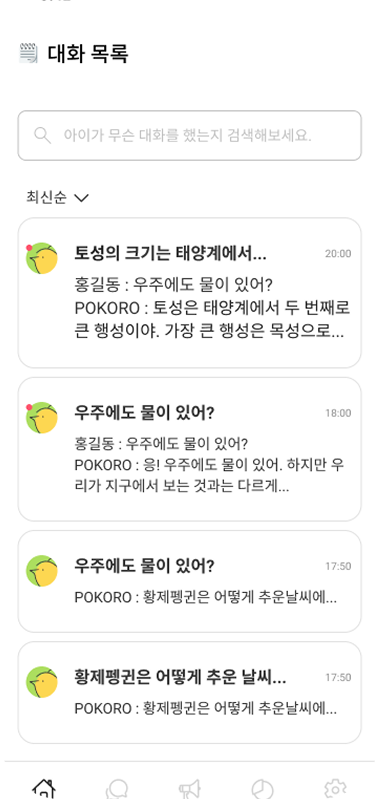 대화 목록
아이가 무슨 대화를 했는지 검색해보세요.
최신순
토성의 크기는 태양계에서... 20:00
홍길동 : 우주에도 물이 있어?
POKORO : 토성은 태양계에서 두 번째로
큰 행성이야. 가장 큰 행성은 목성으로...
우주에도 물이 있어? 18:00
홍길동 : 우주에도 물이 있어?
POKORO : 응! 우주에도 물이 있어. 하지만 우
리가 지구에서 보는 것과는 다르게...
우주에도 물이 있어? 17:50
POKORO : 황제펭귄은 어떻게 추운날씨에...
황제펭귄은 어떻게 추운 날씨... 17:50
POKORO : 황제펭귄은 어떻게 추운날씨에...